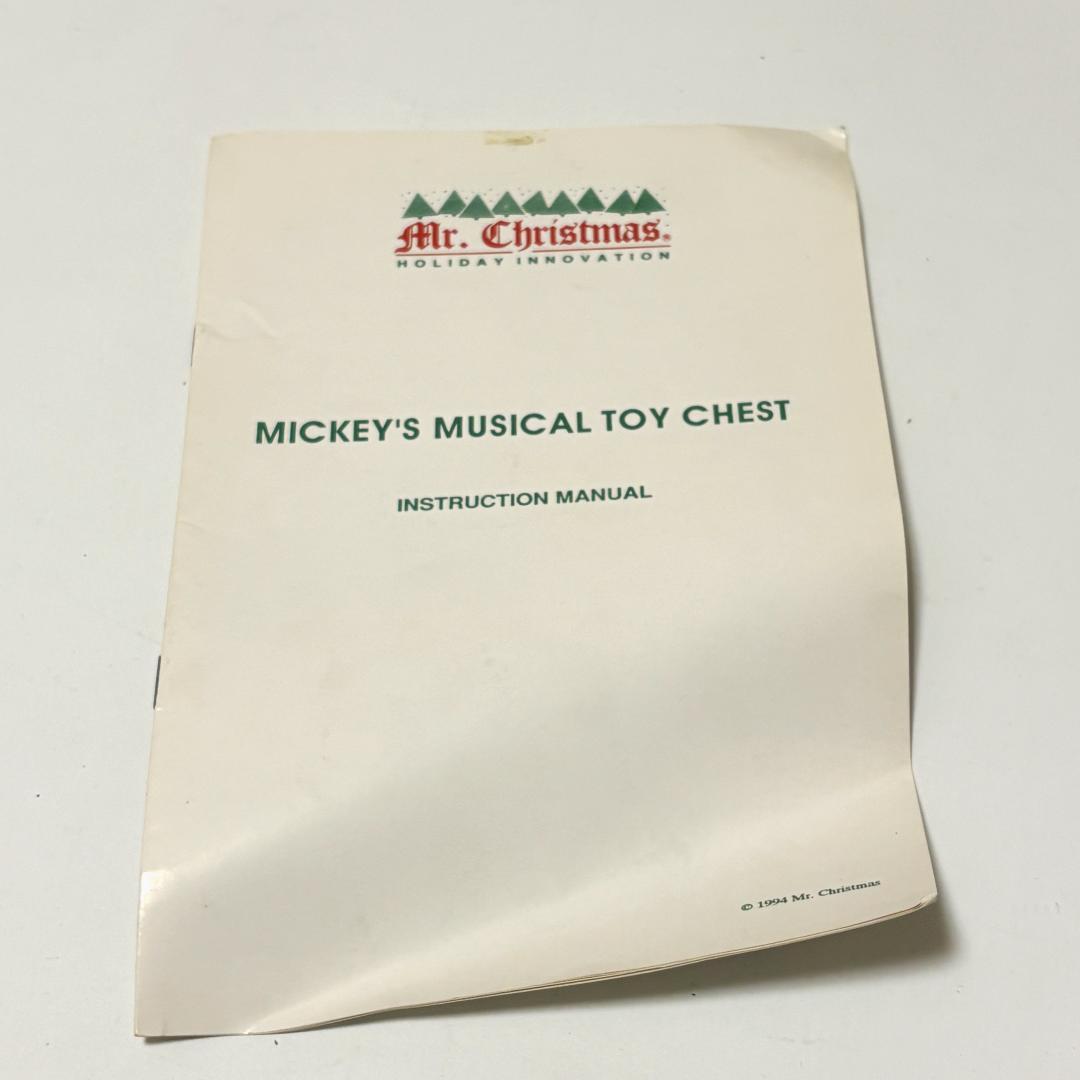 Mr. Christmas.
HOLIDAY INNOVATION
MICKEY'S MUSICAL TOY CHEST
INSTRUCTION MANUAL
© 1994 Mr. Christmas